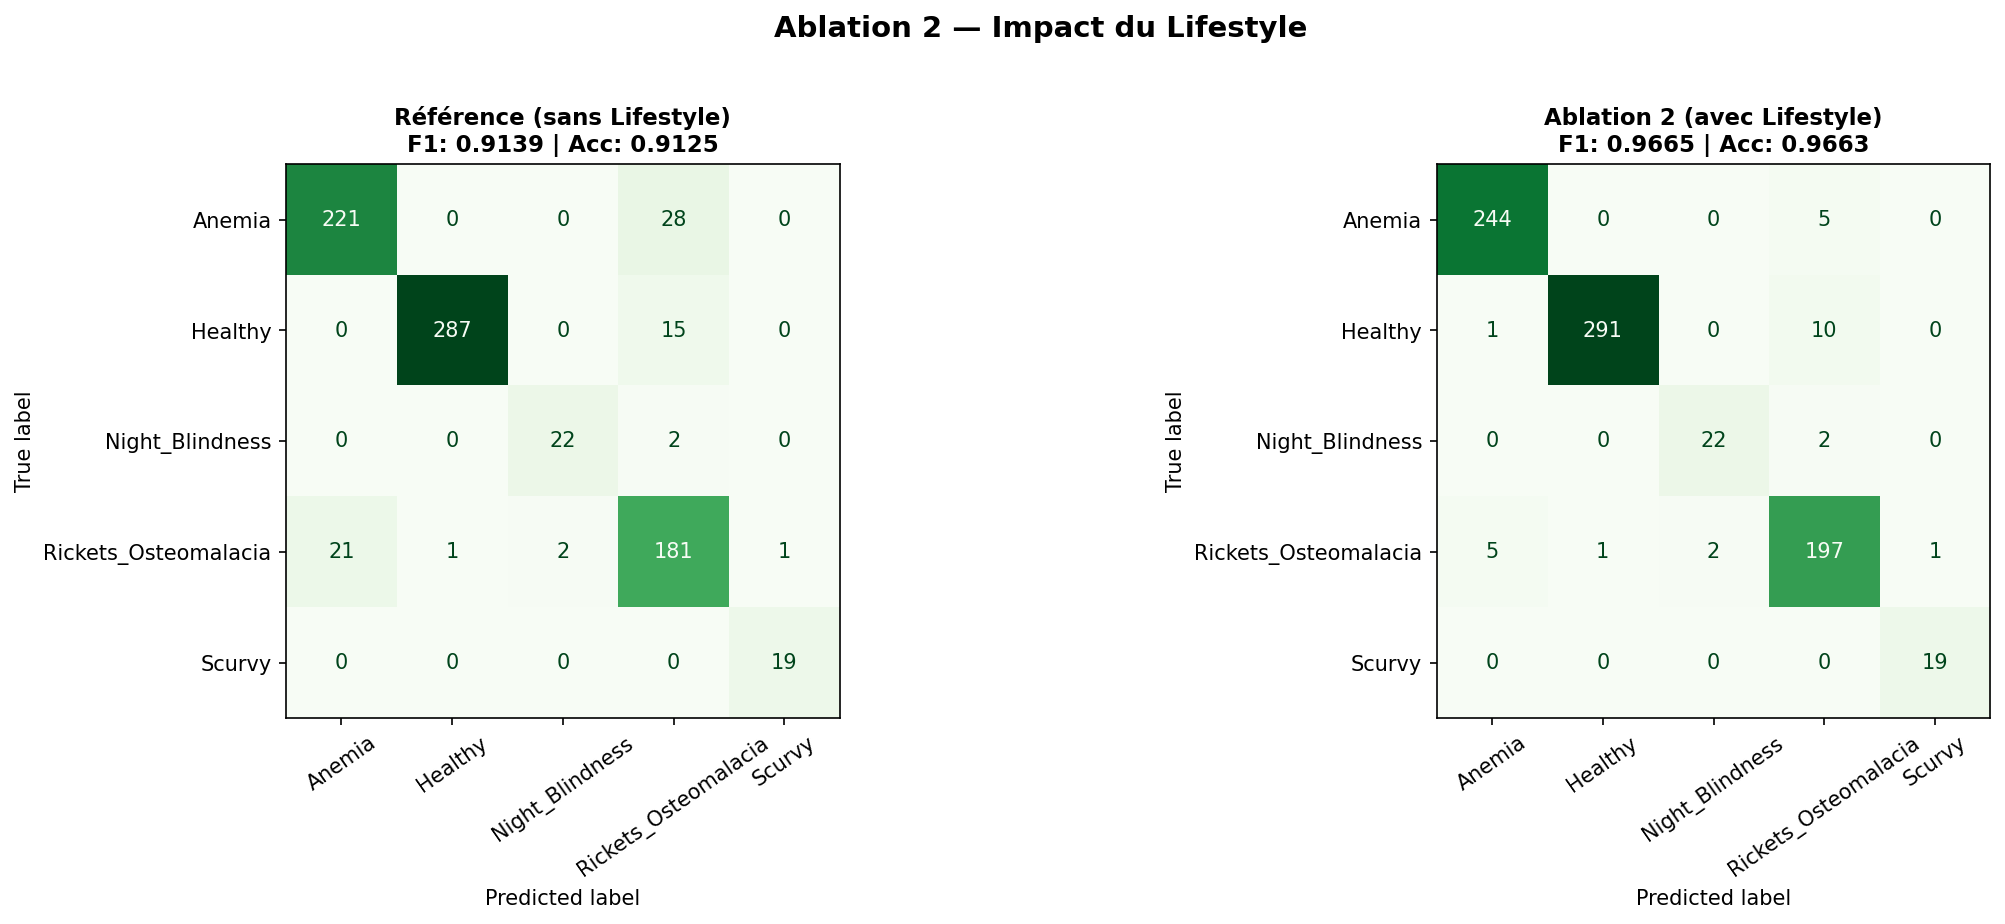 Ablation 2 — Impact du Lifestyle
Référence (sans Lifestyle)
F1: 0.9139 | Acc: 0.9125
True label
Anemia 221 0 0 28 0
Healthy 0 287 0 15 0
Night_Blindness 0 0 22 2 0
Rickets_Osteomalacia 21 1 2 181 1
Scurvy 0 0 0 0 19
Anemia Healthy Night_Blindness Rickets_Osteomalacia Scurvy
Predicted label
Ablation 2 (avec Lifestyle)
F1: 0.9665 | Acc: 0.9663
True label
Anemia 244 0 0 5 0
Healthy 1 291 0 10 0
Night_Blindness 0 0 22 2 0
Rickets_Osteomalacia 5 1 2 197 1
Scurvy 0 0 0 0 19
Anemia Healthy Night_Blindness Rickets_Osteomalacia Scurvy
Predicted label